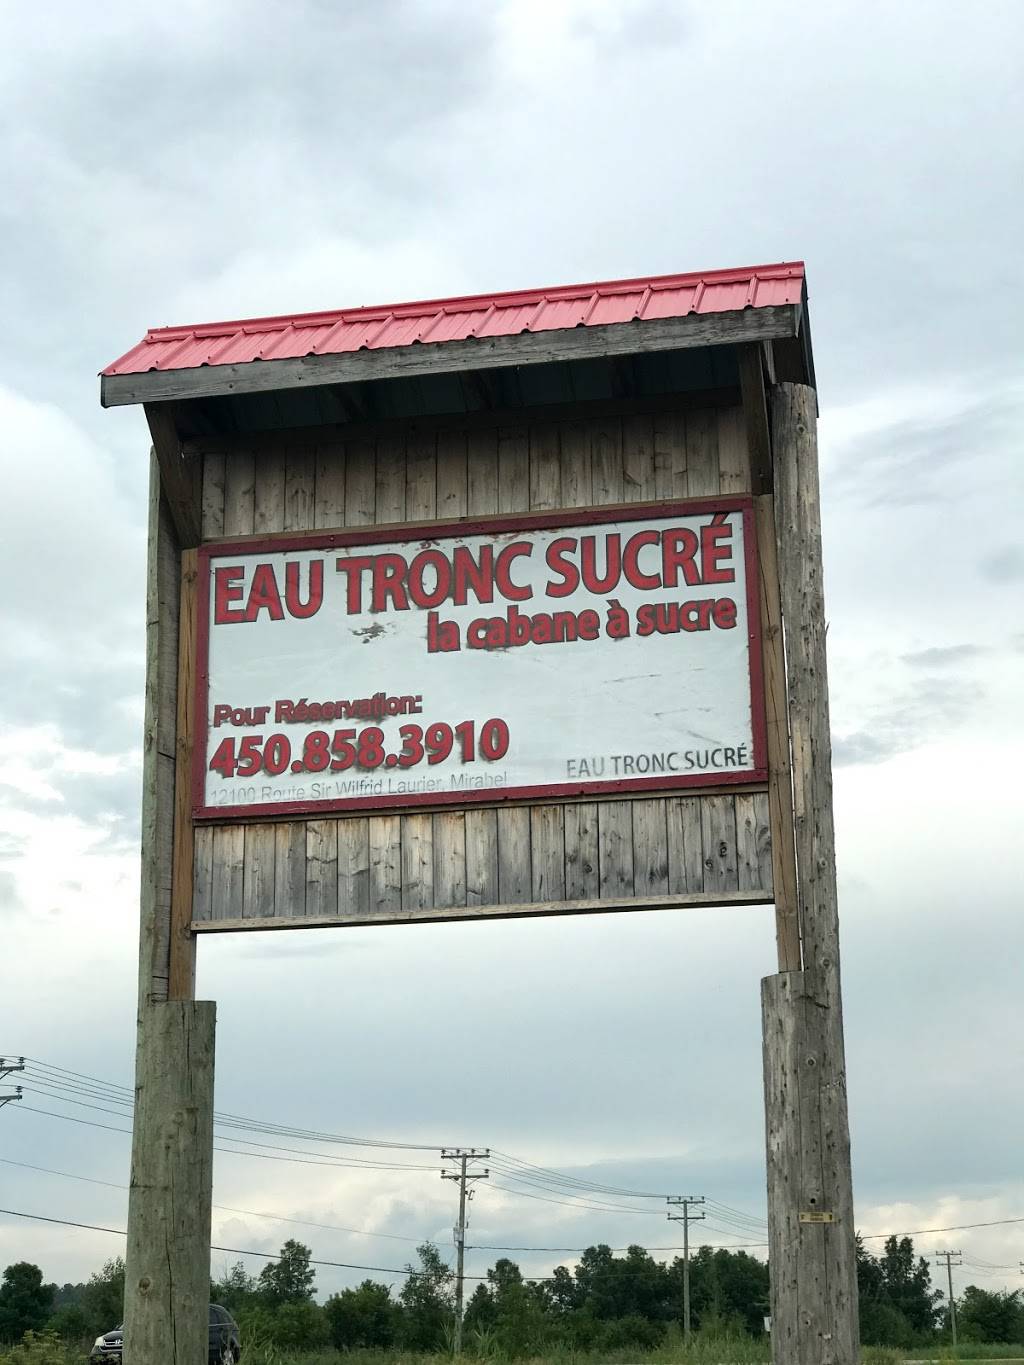 EAU TRONC SUCRÉ
la cabane à sucre
Pour Réservation:
450.858.3910
EAU TRONC SUCRÉ
12100 Route Sir Wilfrid Laurier, Mirabel